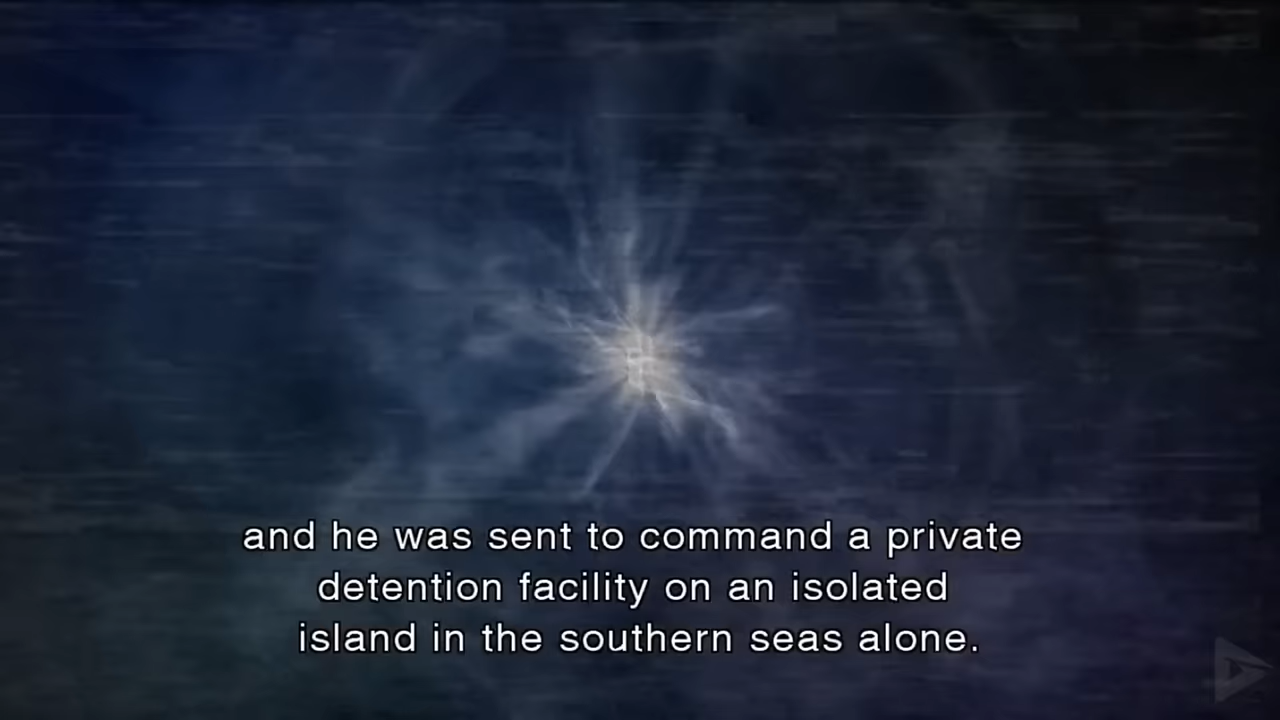 and he was sent to command a private
detention facility on an isolated
island in the southern seas alone.